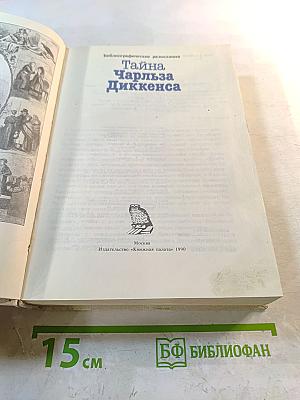 Библиографические разыскания
Тайна
Чарльза
Диккенса
Москва
Издательство «Книжная палата» 1990
15 см
БФ БИБЛИОФАН